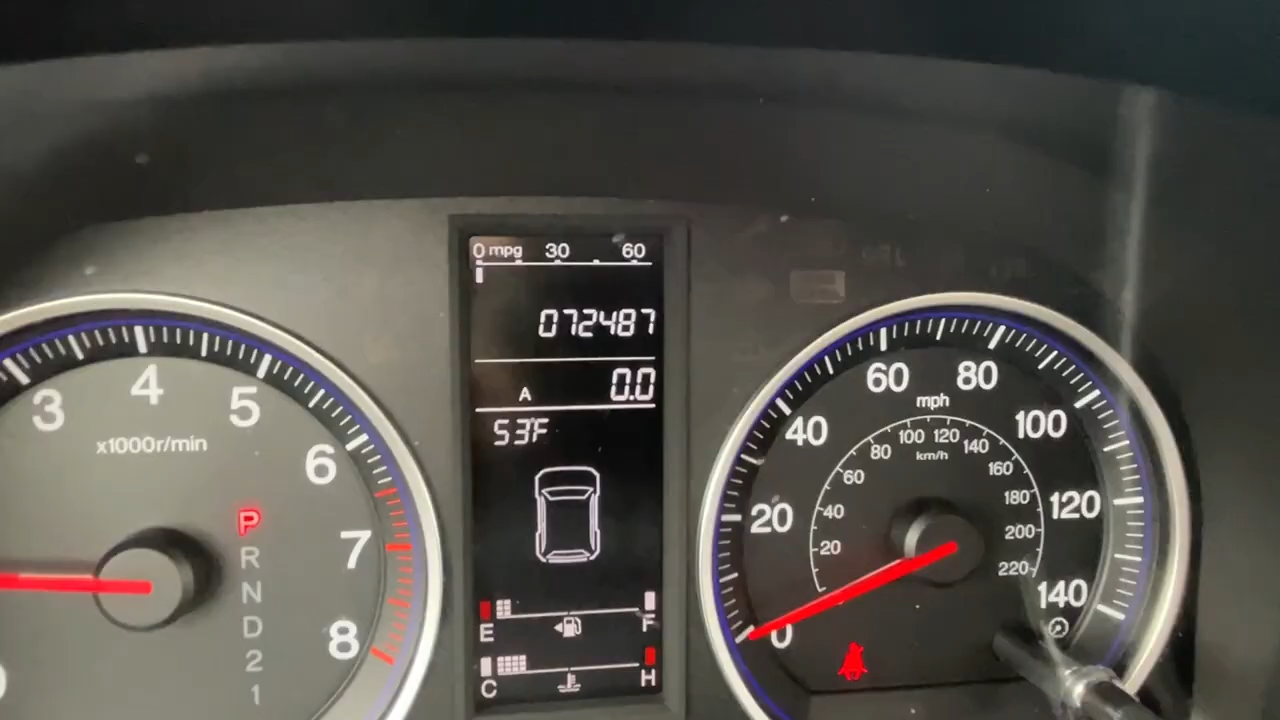 0 mpg 30 60
072487
A 0.0
53F
E F
C H
3 4 5 6 7 8
x1000r/min
P
R
N
D
2
1
0 20 40 60 80 100 120 140
mph
20 40 60 80 100 120 140 160 180 200 220
km/h